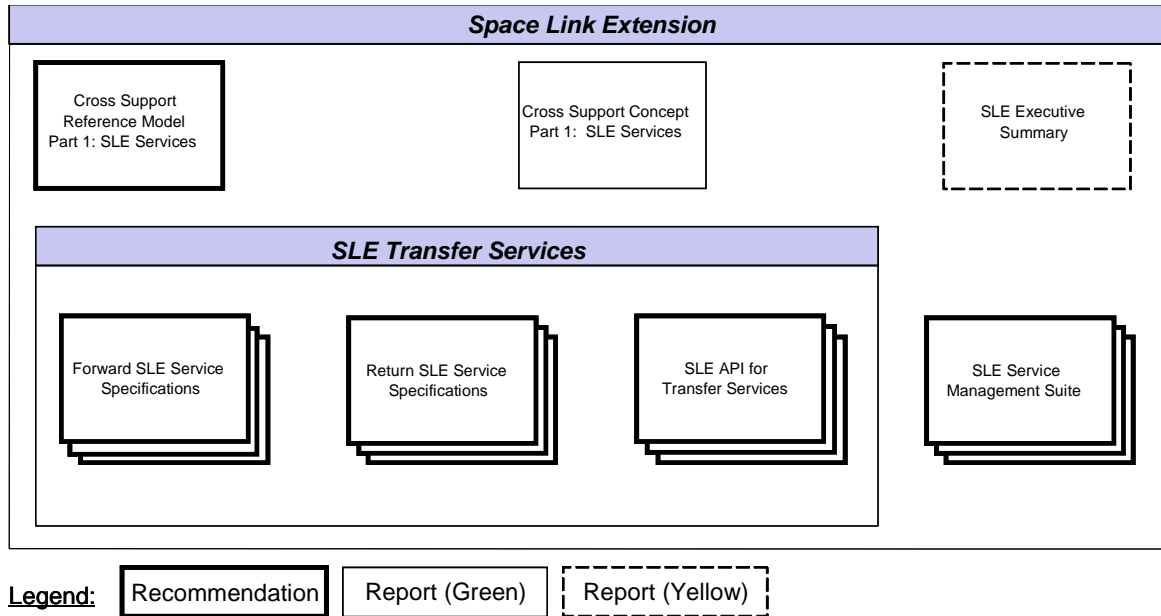 Space Link Extension
Cross Support
Reference Model
Part 1: SLE Services
Cross Support Concept
Part 1: SLE Services
SLE Executive
Summary
SLE Transfer Services
Forward SLE Service
Specifications
Return SLE Service
Specifications
SLE API for
Transfer Services
SLE Service
Management Suite
Legend:
Recommendation
Report (Green)
Report (Yellow)